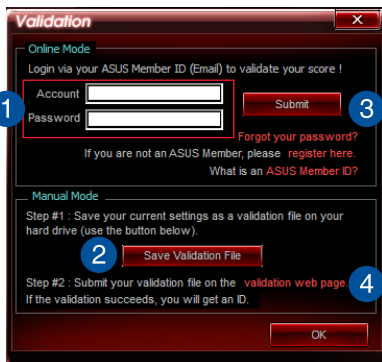 Validation
Online Mode
Login via your ASUS Member ID (Email) to validate your score !
1
Account
Password
Submit
3
Forgot your password?
If you are not an ASUS Member, please register here.
What is an ASUS Member ID?
Manual Mode
Step #1 : Save your current settings as a validation file on your
hard drive (use the button below).
2
Save Validation File
Step #2 : Submit your validation file on the validation web page.
4
If the validation succeeds, you will get an ID.
OK